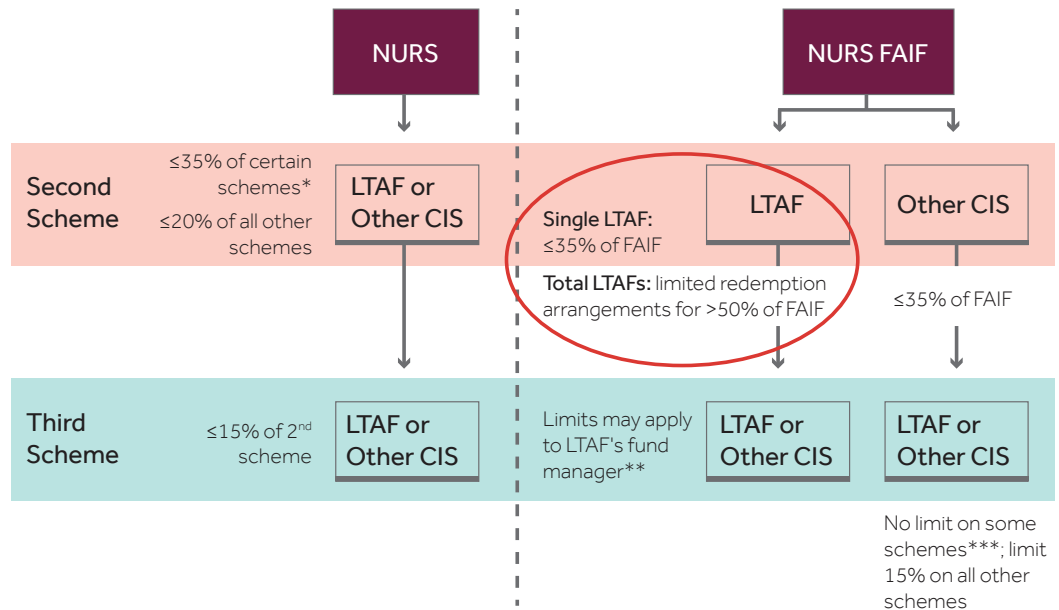 NURS
NURS FAIF
Second
Scheme
≤35% of certain
schemes*
≤20% of all other
schemes
LTAF or
Other CIS
Single LTAF:
≤35% of FAIF
Total LTAFs: limited redemption
arrangements for >50% of FAIF
LTAF
Other CIS
≤35% of FAIF
Third
Scheme
≤15% of 2nd
scheme
LTAF or
Other CIS
Limits may apply
to LTAF's fund
manager**
LTAF or
Other CIS
LTAF or
Other CIS
No limit on some
schemes***; limit
15% on all other
schemes